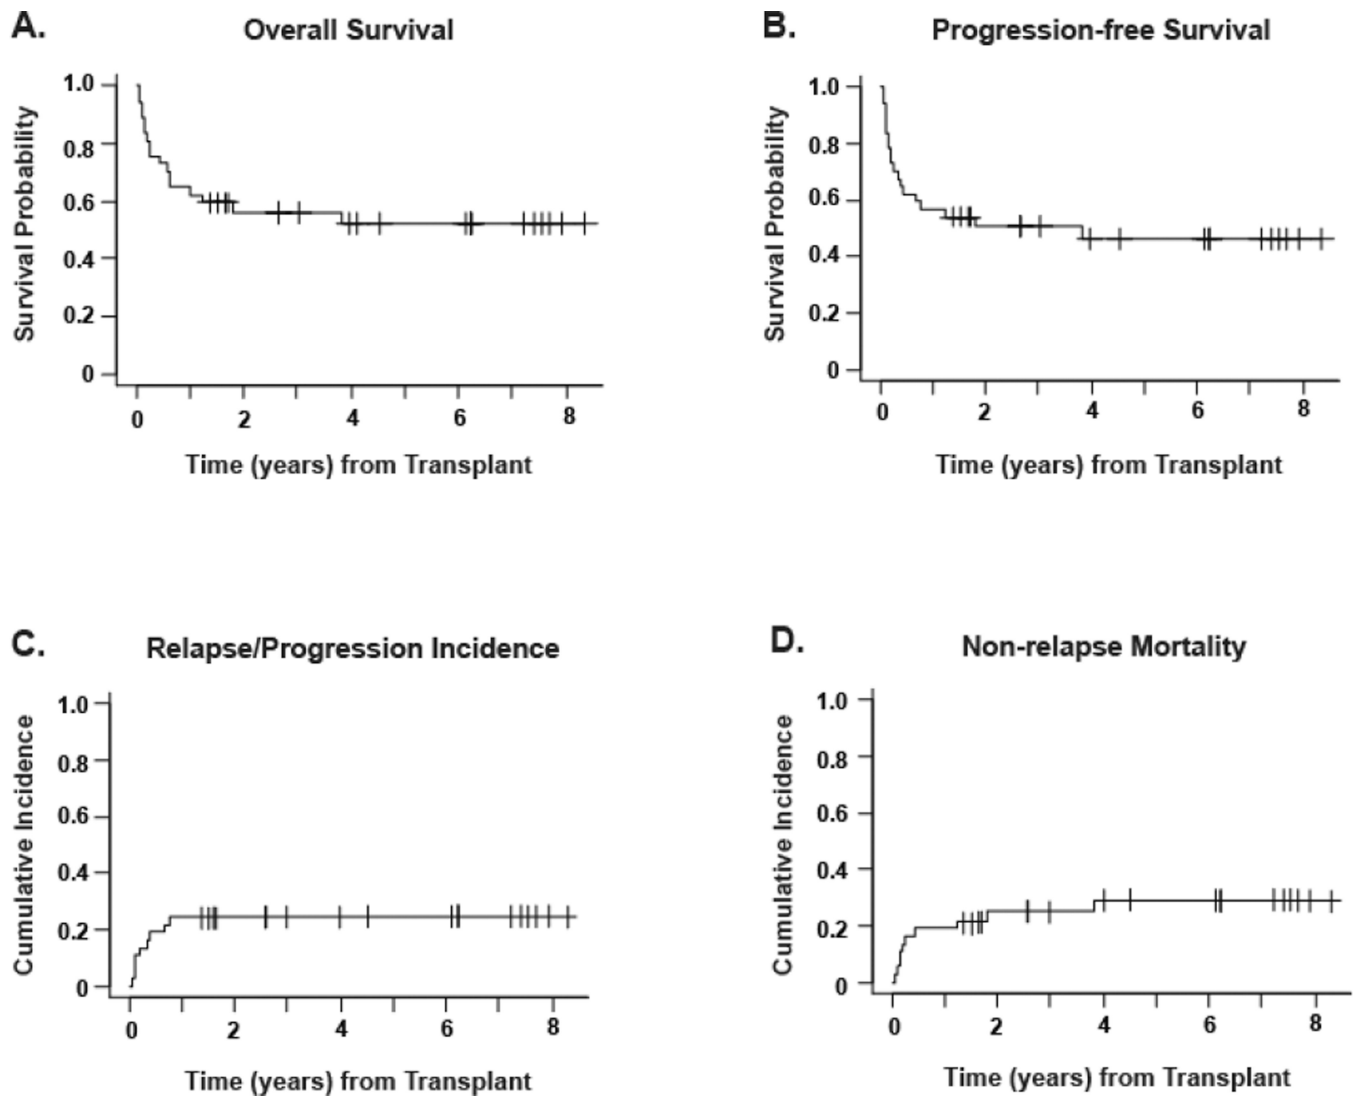 A.
Overall Survival
Survival Probability
1.0
0.8
0.6
0.4
0.2
0
0 2 4 6 8
Time (years) from Transplant
B.
Progression-free Survival
Survival Probability
1.0
0.8
0.6
0.4
0.2
0
0 2 4 6 8
Time (years) from Transplant
C.
Relapse/Progression Incidence
Cumulative Incidence
1.0
0.8
0.6
0.4
0.2
0
0 2 4 6 8
Time (years) from Transplant
D.
Non-relapse Mortality
Cumulative Incidence
1.0
0.8
0.6
0.4
0.2
0
0 2 4 6 8
Time (years) from Transplant